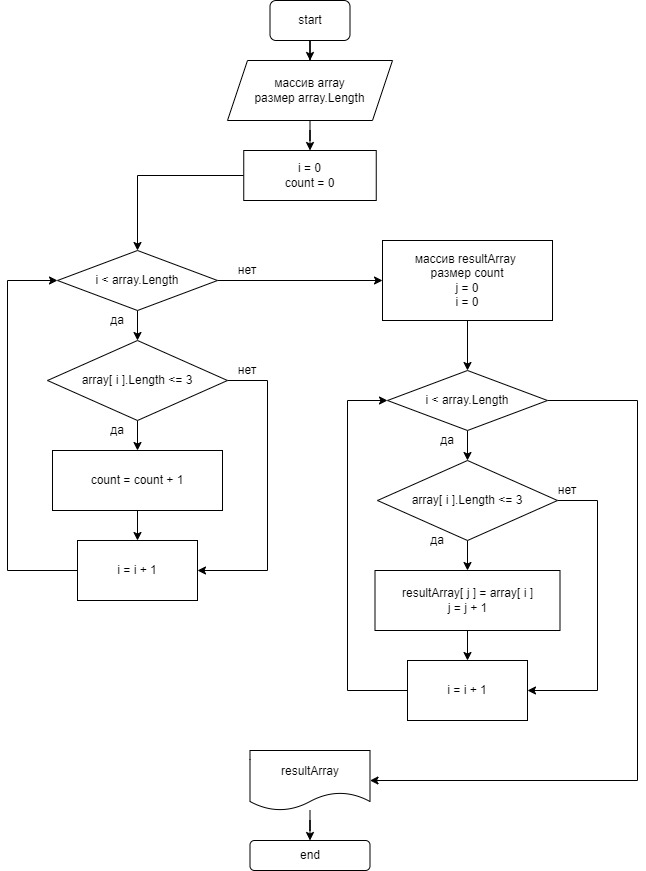 start
массив array
размер array.Length
i = 0
count = 0
i < array.Length
нет
да
array[ i ].Length <= 3
нет
да
count = count + 1
i = i + 1
массив resultArray
размер count
j = 0
i = 0
i < array.Length
да
array[ i ].Length <= 3
нет
да
resultArray[ j ] = array[ i ]
j = j + 1
i = i + 1
resultArray
end